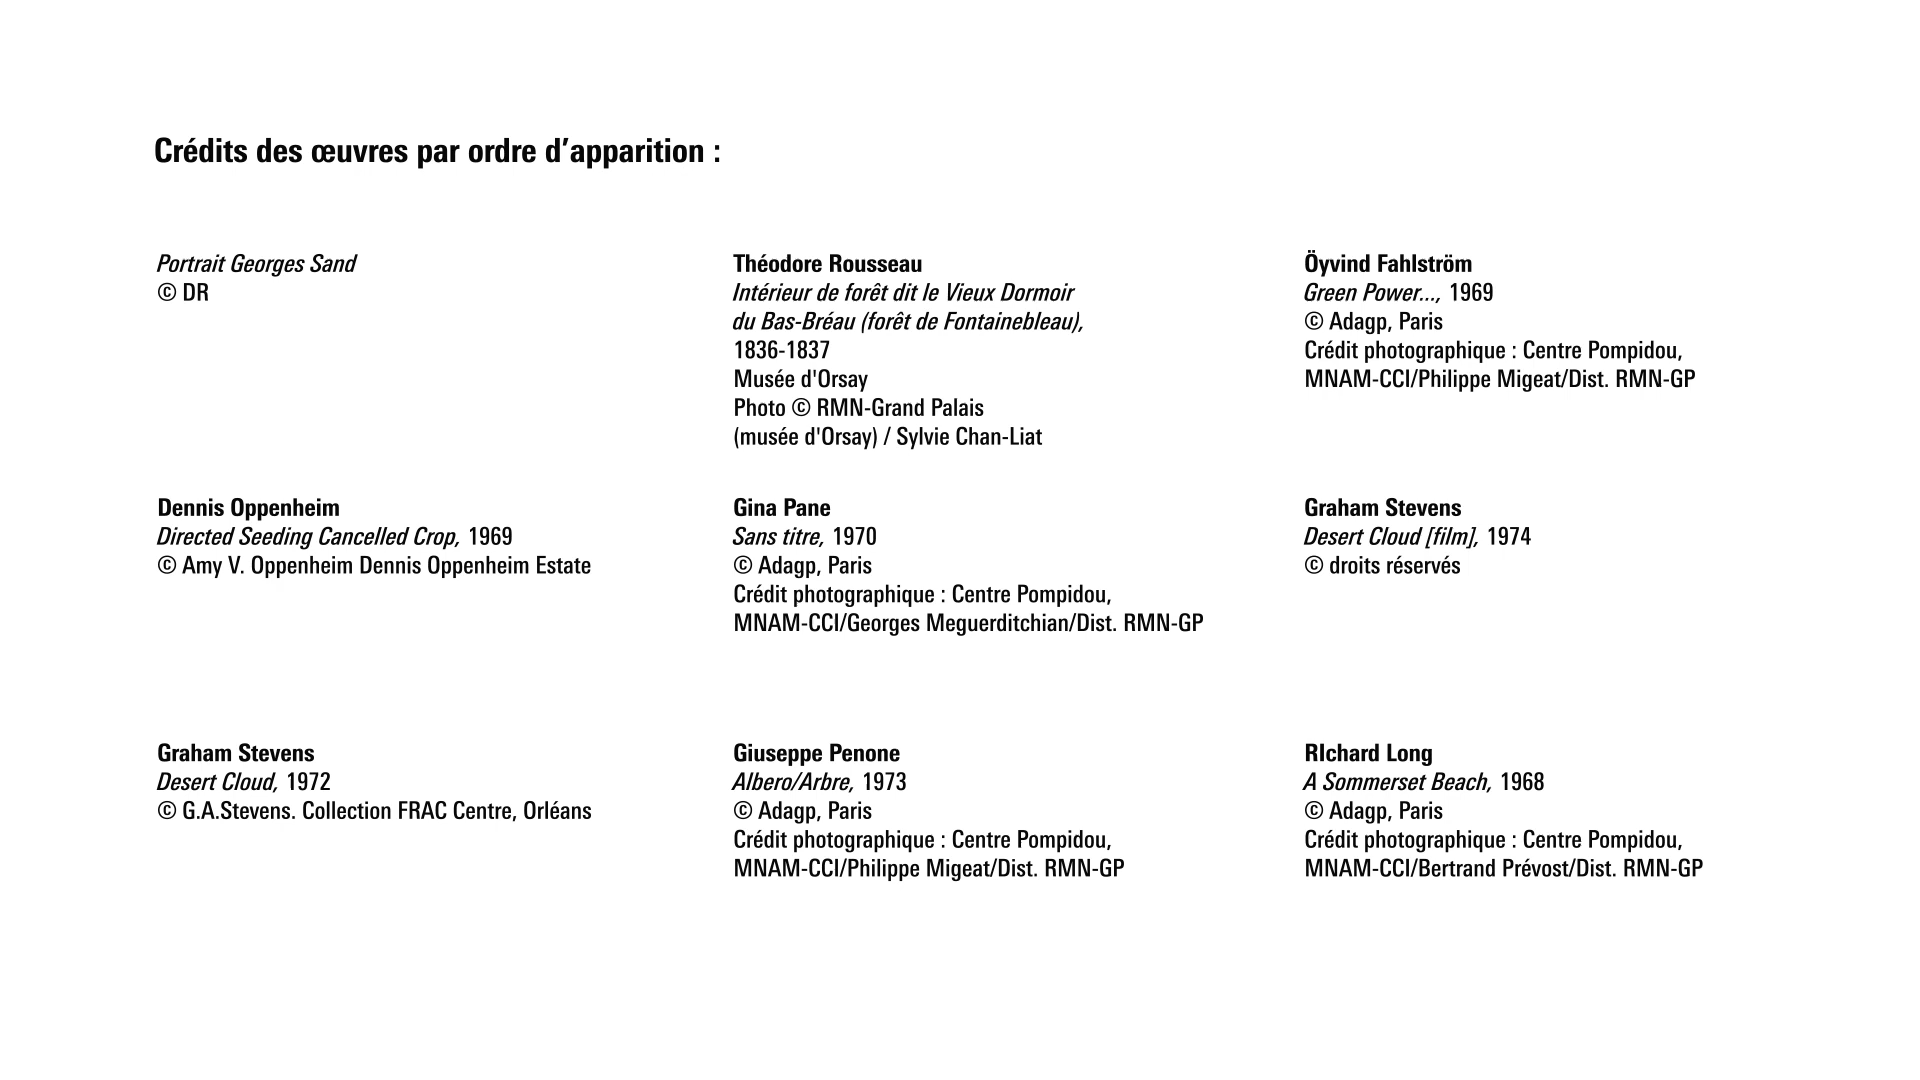 Crédits des œuvres par ordre d’apparition :
Portrait Georges Sand
© DR
Théodore Rousseau
Intérieur de forêt dit le Vieux Dormoir
du Bas-Bréau (forêt de Fontainebleau),
1836-1837
Musée d'Orsay
Photo © RMN-Grand Palais
(musée d'Orsay) / Sylvie Chan-Liat
Öyvind Fahlström
Green Power..., 1969
© Adagp, Paris
Crédit photographique : Centre Pompidou,
MNAM-CCI/Philippe Migeat/Dist. RMN-GP
Dennis Oppenheim
Directed Seeding Cancelled Crop, 1969
© Amy V. Oppenheim Dennis Oppenheim Estate
Gina Pane
Sans titre, 1970
© Adagp, Paris
Crédit photographique : Centre Pompidou,
MNAM-CCI/Georges Meguerditchian/Dist. RMN-GP
Graham Stevens
Desert Cloud [film], 1974
© droits réservés
Graham Stevens
Desert Cloud, 1972
© G.A.Stevens. Collection FRAC Centre, Orléans
Giuseppe Penone
Albero/Arbre, 1973
© Adagp, Paris
Crédit photographique : Centre Pompidou,
MNAM-CCI/Philippe Migeat/Dist. RMN-GP
RIchard Long
A Sommerset Beach, 1968
© Adagp, Paris
Crédit photographique : Centre Pompidou,
MNAM-CCI/Bertrand Prévost/Dist. RMN-GP